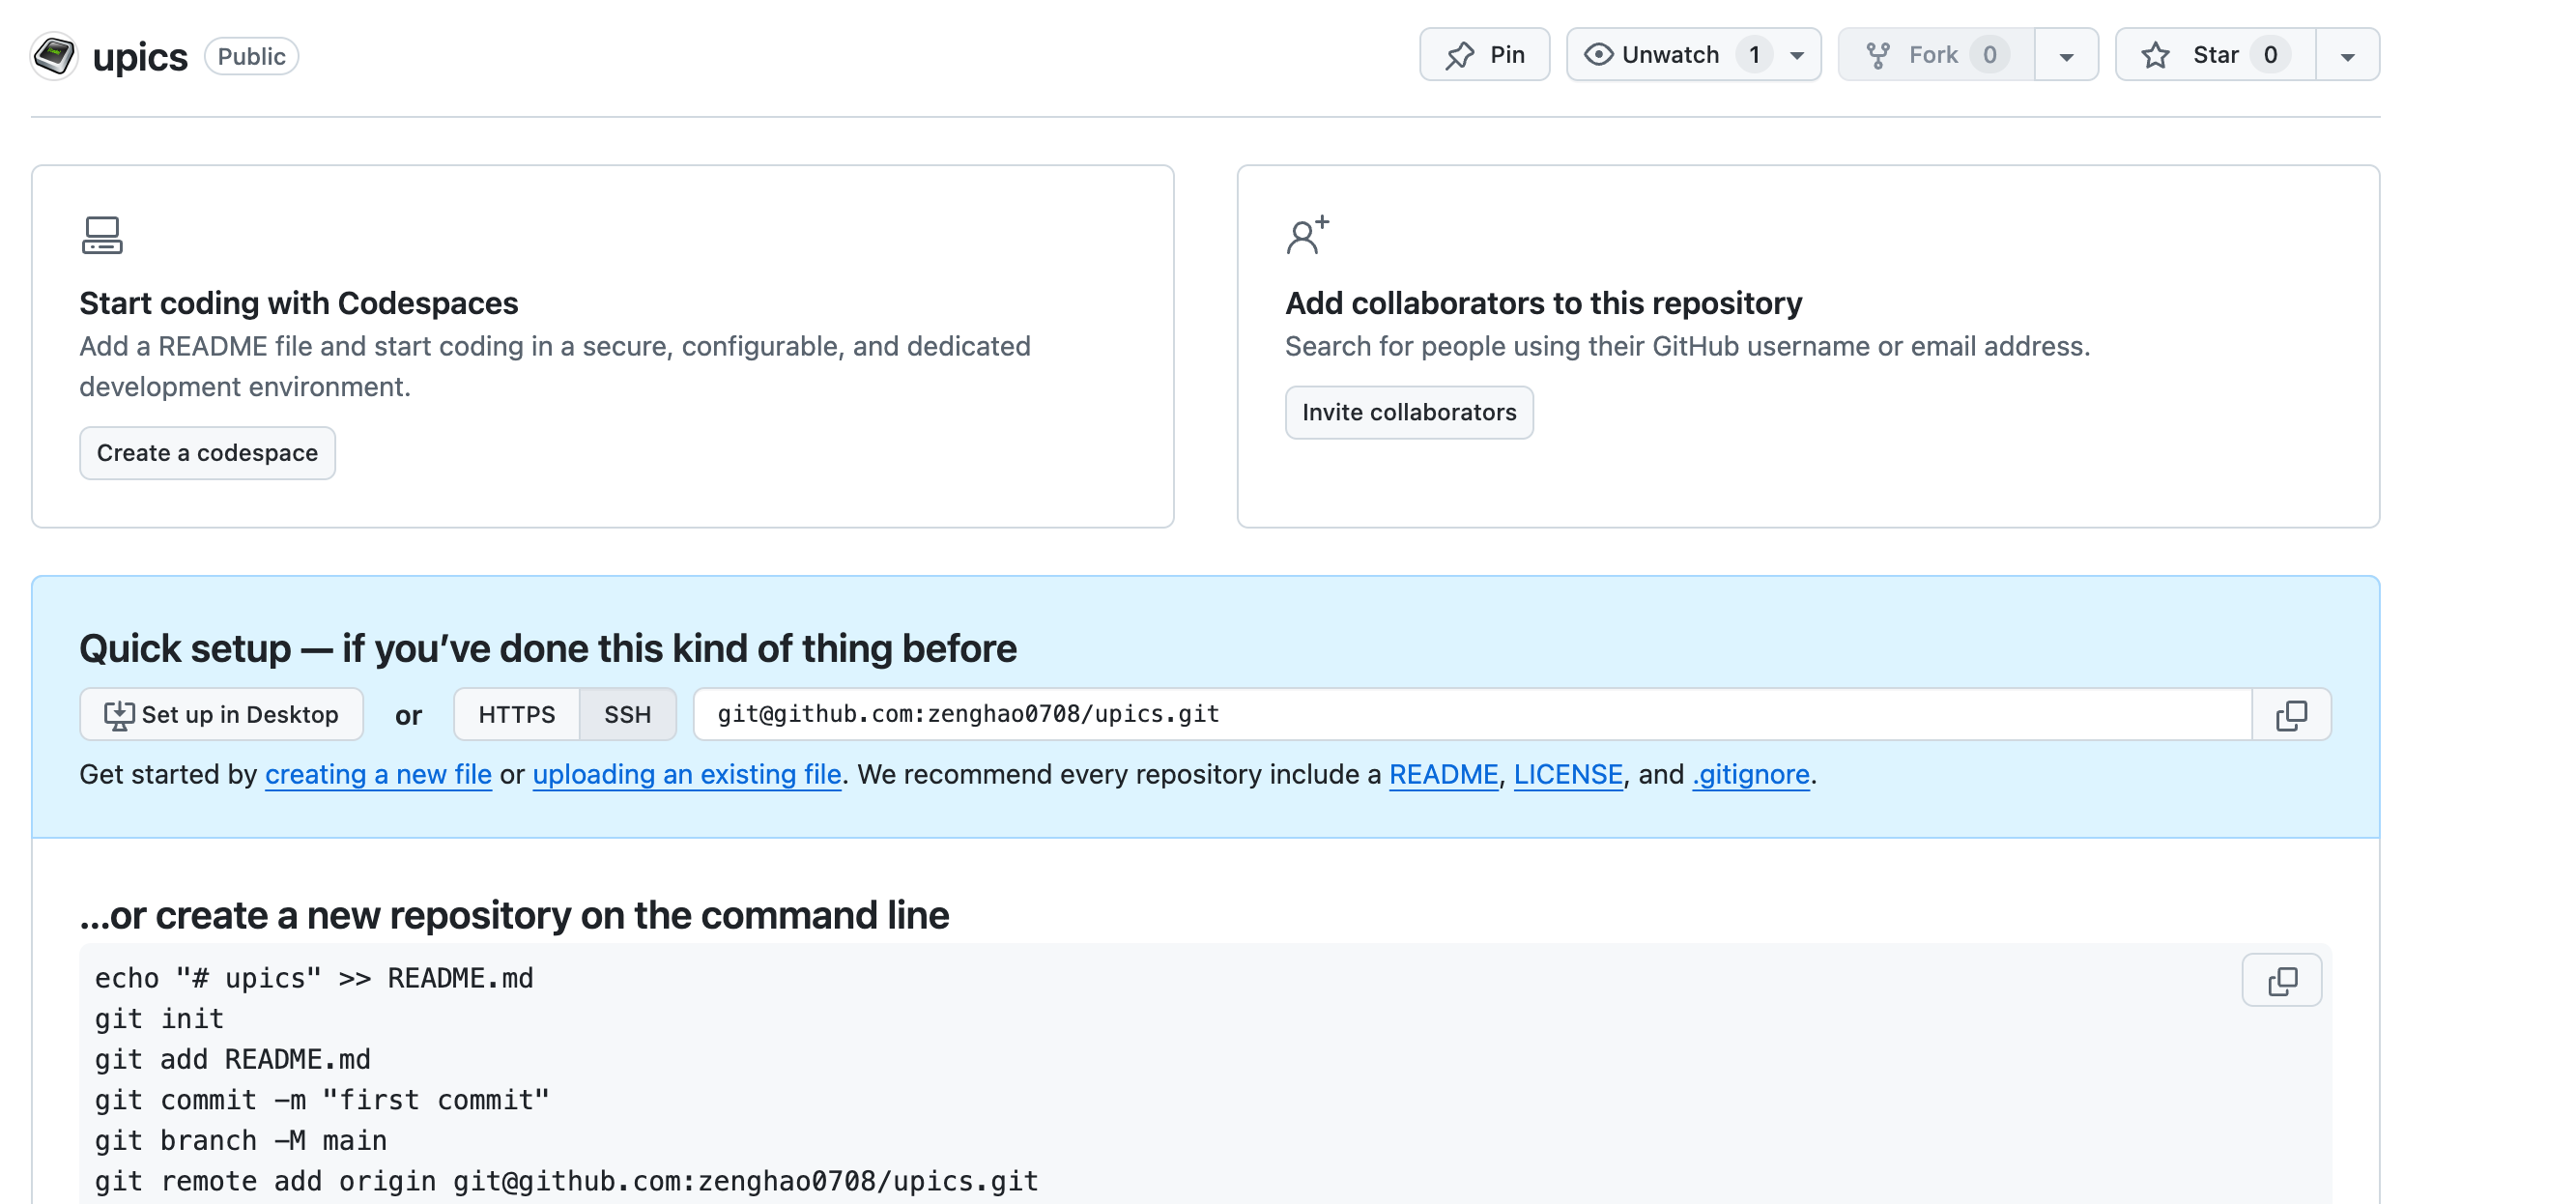 upics Public Pin Unwatch 1 Fork 0 Star 0
Start coding with Codespaces
Add a README file and start coding in a secure, configurable, and dedicated
development environment.
Create a codespace
Add collaborators to this repository
Search for people using their GitHub username or email address.
Invite collaborators
Quick setup — if you’ve done this kind of thing before
Set up in Desktop or HTTPS SSH git@github.com:zenghao0708/upics.git
Get started by creating a new file or uploading an existing file. We recommend every repository include a README, LICENSE, and .gitignore.
…or create a new repository on the command line
echo "# upics" >> README.md
git init
git add README.md
git commit -m "first commit"
git branch -M main
git remote add origin git@github.com:zenghao0708/upics.git